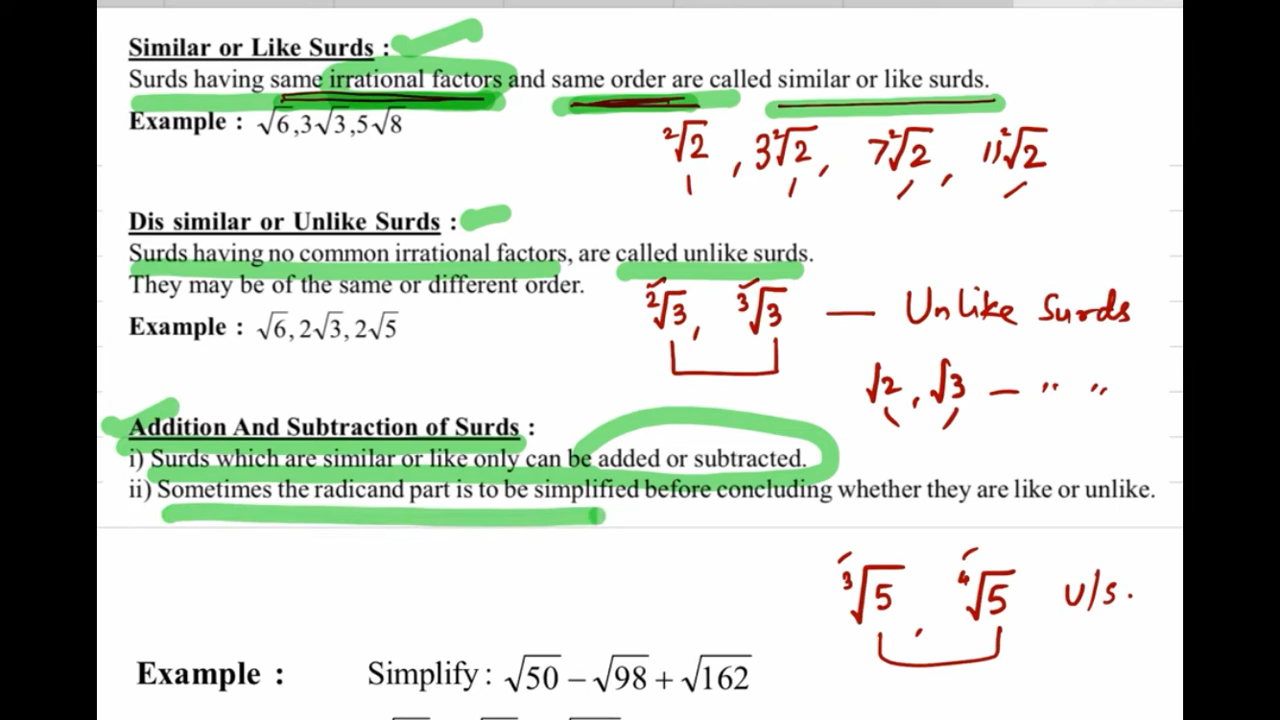 Similar or Like Surds :
Surds having same irrational factors and same order are called similar or like surds.
Example : √6,3√3,5√8
²√2 , 3²√2 , 7²√2 , 11²√2
Dis similar or Unlike Surds :
Surds having no common irrational factors, are called unlike surds.
They may be of the same or different order.
²√3, ³√3 — Unlike Surds
Example : √6,2√3,2√5
√2 , √3 — " "
Addition And Subtraction of Surds :
i) Surds which are similar or like only can be added or subtracted.
ii) Sometimes the radicand part is to be simplified before concluding whether they are like or unlike.
³√5 , ⁴√5 U/s.
Example : Simplify : √50 − √98 + √162